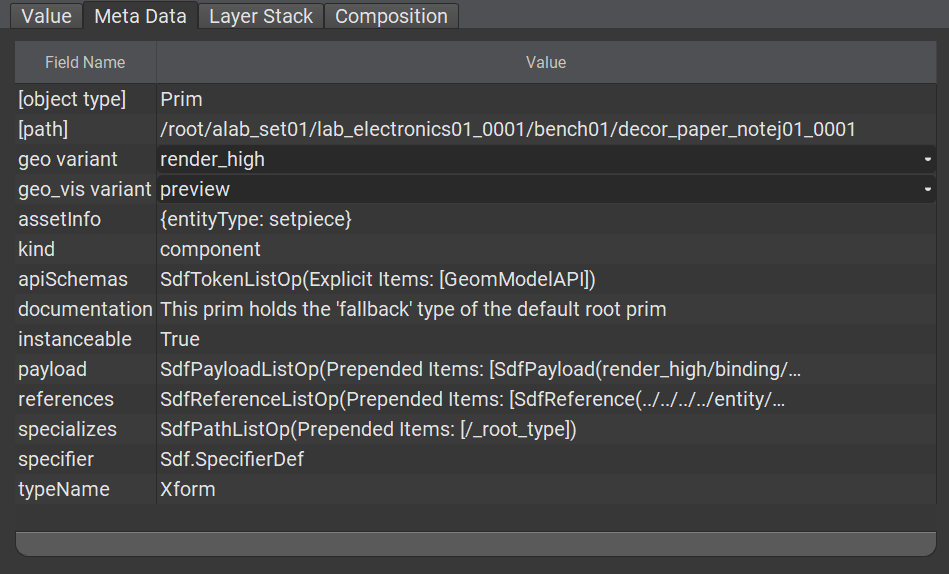 Value Meta Data Layer Stack Composition
Field Name Value
[object type] Prim
[path] /root/alab_set01/lab_electronics01_0001/bench01/decor_paper_notej01_0001
geo variant render_high
geo_vis variant preview
assetInfo {entityType: setpiece}
kind component
apiSchemas SdfTokenListOp(Explicit Items: [GeomModelAPI])
documentation This prim holds the 'fallback' type of the default root prim
instanceable True
payload SdfPayloadListOp(Prepended Items: [SdfPayload(render_high/binding/…
references SdfReferenceListOp(Prepended Items: [SdfReference(../../../../entity/…
specializes SdfPathListOp(Prepended Items: [/_root_type])
specifier Sdf.SpecifierDef
typeName Xform